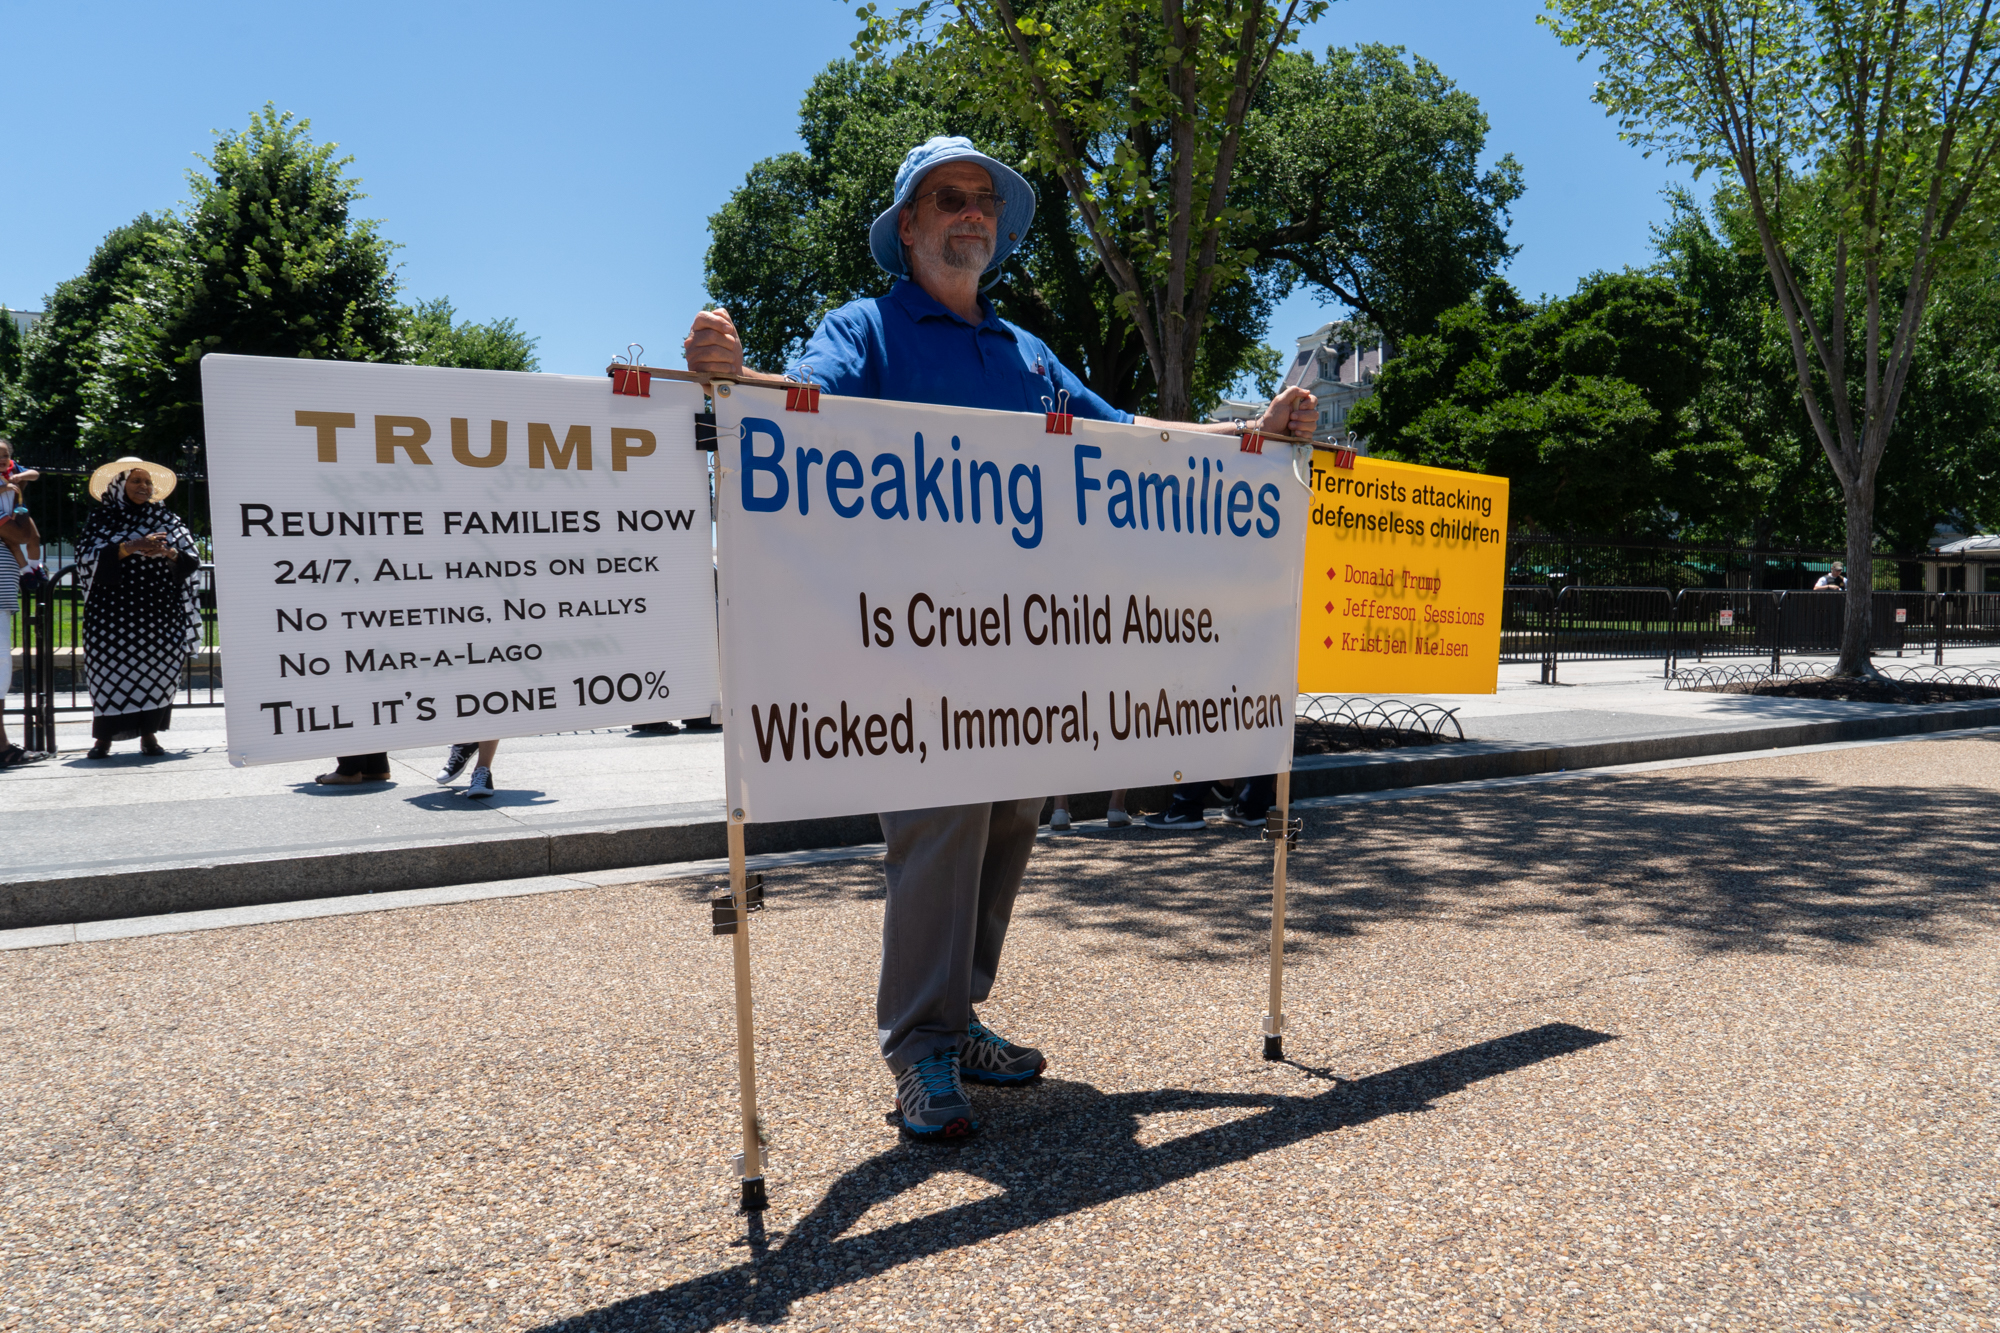 TRUMP
REUNITE FAMILIES NOW
24/7, ALL HANDS ON DECK
NO TWEETING, NO RALLYS
NO MAR-A-LAGO
TILL IT'S DONE 100%
Breaking Families
Is Cruel Child Abuse.
Wicked, Immoral, UnAmerican
Terrorists attacking
defenseless children
♦ Donald Trump
♦ Jefferson Sessions
♦ Kristjen Nielsen